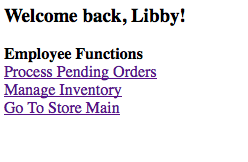 Welcome back, Libby!
Employee Functions
Process Pending Orders
Manage Inventory
Go To Store Main